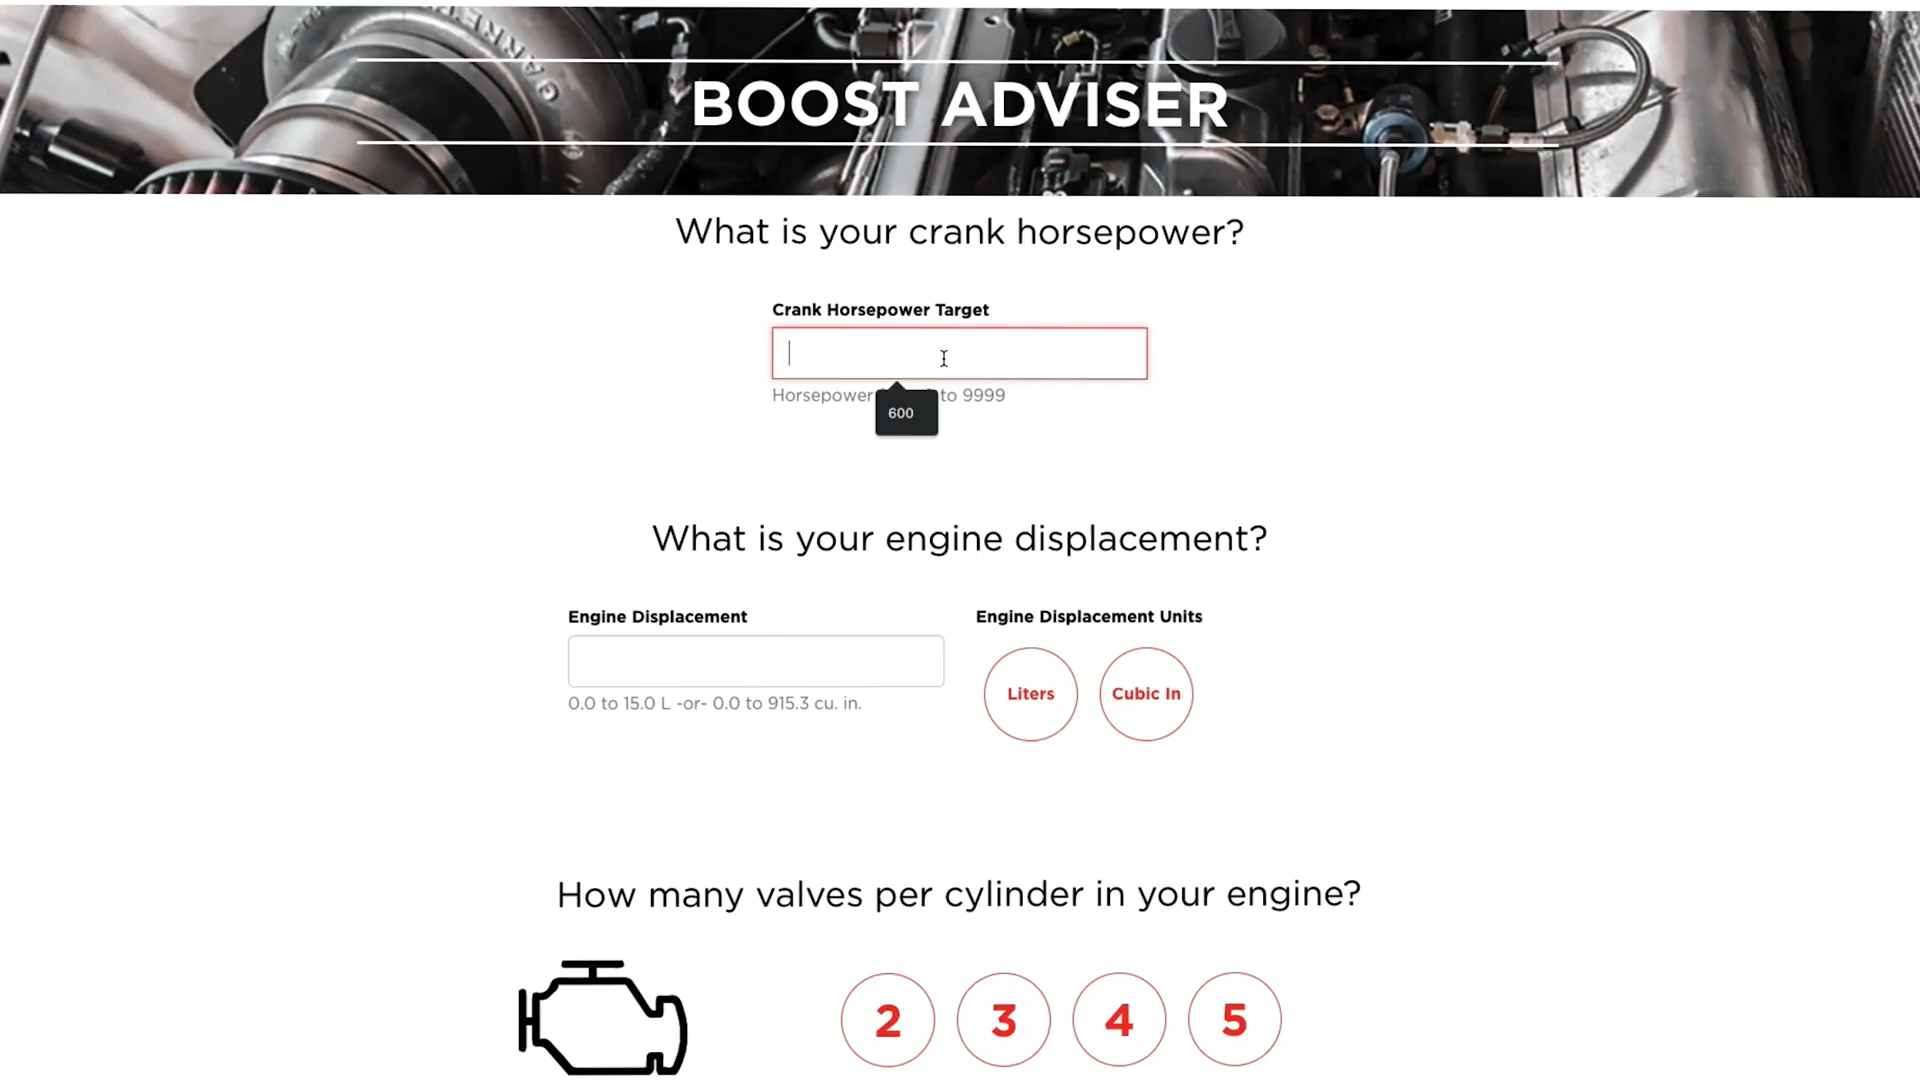 BOOST ADVISER
What is your crank horsepower?
Crank Horsepower Target
Horsepower to 9999
600
What is your engine displacement?
Engine Displacement
Engine Displacement Units
Liters
Cubic In
0.0 to 15.0 L -or- 0.0 to 915.3 cu. in.
How many valves per cylinder in your engine?
2 3 4 5